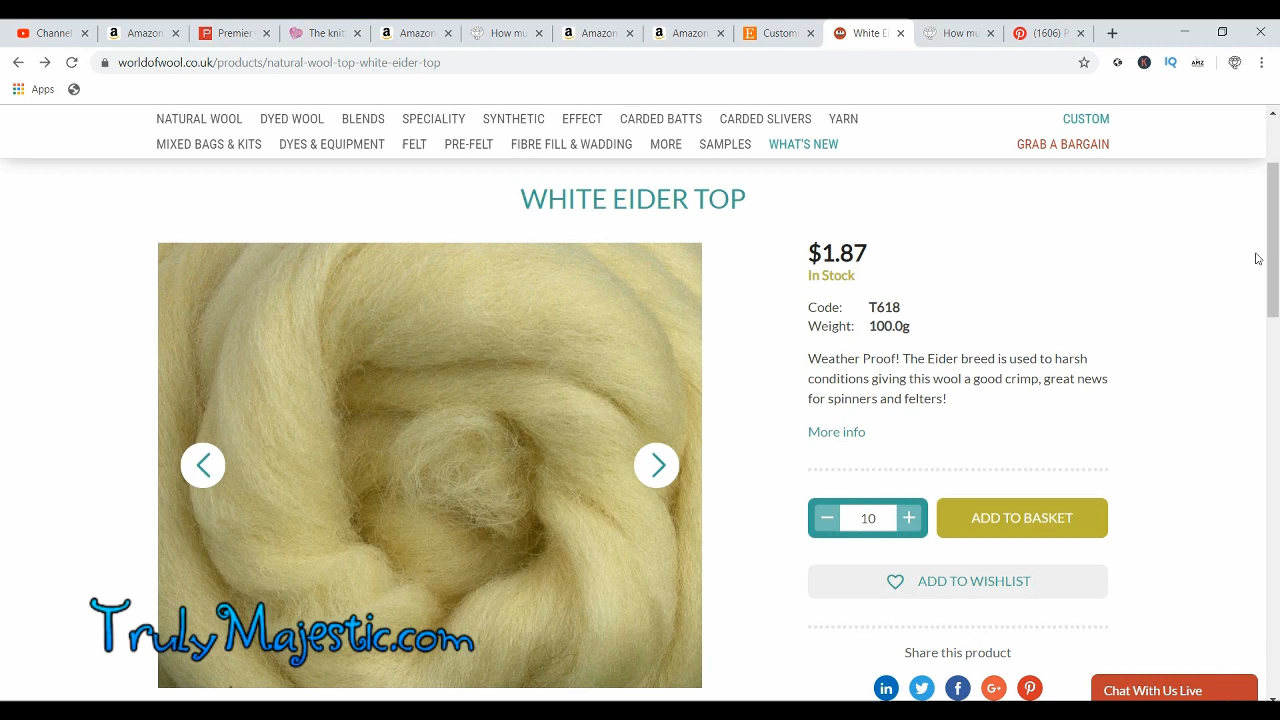 Channel
Amazon
Premier
The knit
Amazon
How mu
Amazon
Amazon
Custom
White Ei
How mu
(1606) P
worldofwool.co.uk/products/natural-wool-top-white-eider-top
IQ
AMZ
Apps
NATURAL WOOL DYED WOOL BLENDS SPECIALITY SYNTHETIC EFFECT CARDED BATTS CARDED SLIVERS YARN CUSTOM
MIXED BAGS & KITS DYES & EQUIPMENT FELT PRE-FELT FIBRE FILL & WADDING MORE SAMPLES WHAT'S NEW GRAB A BARGAIN
WHITE EIDER TOP
$1.87
In Stock
Code: T618
Weight: 100.0g
Weather Proof! The Eider breed is used to harsh
conditions giving this wool a good crimp, great news
for spinners and felters!
More info
10
ADD TO BASKET
ADD TO WISHLIST
TrulyMajestic.com
Share this product
Chat With Us Live